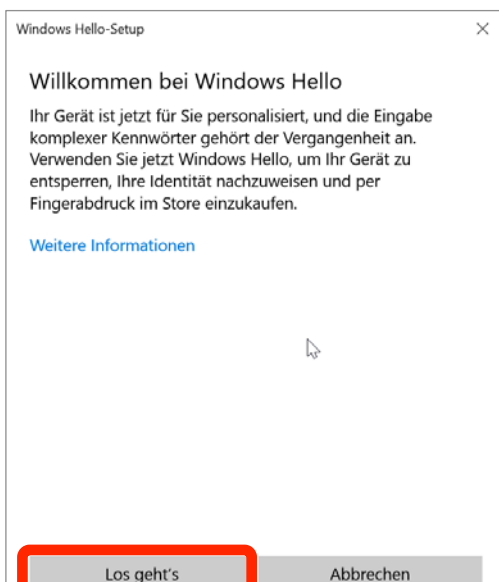 Windows Hello-Setup
Willkommen bei Windows Hello
Ihr Gerät ist jetzt für Sie personalisiert, und die Eingabe
komplexer Kennwörter gehört der Vergangenheit an.
Verwenden Sie jetzt Windows Hello, um Ihr Gerät zu
entsperren, Ihre Identität nachzuweisen und per
Fingerabdruck im Store einzukaufen.
Weitere Informationen
Los geht's
Abbrechen